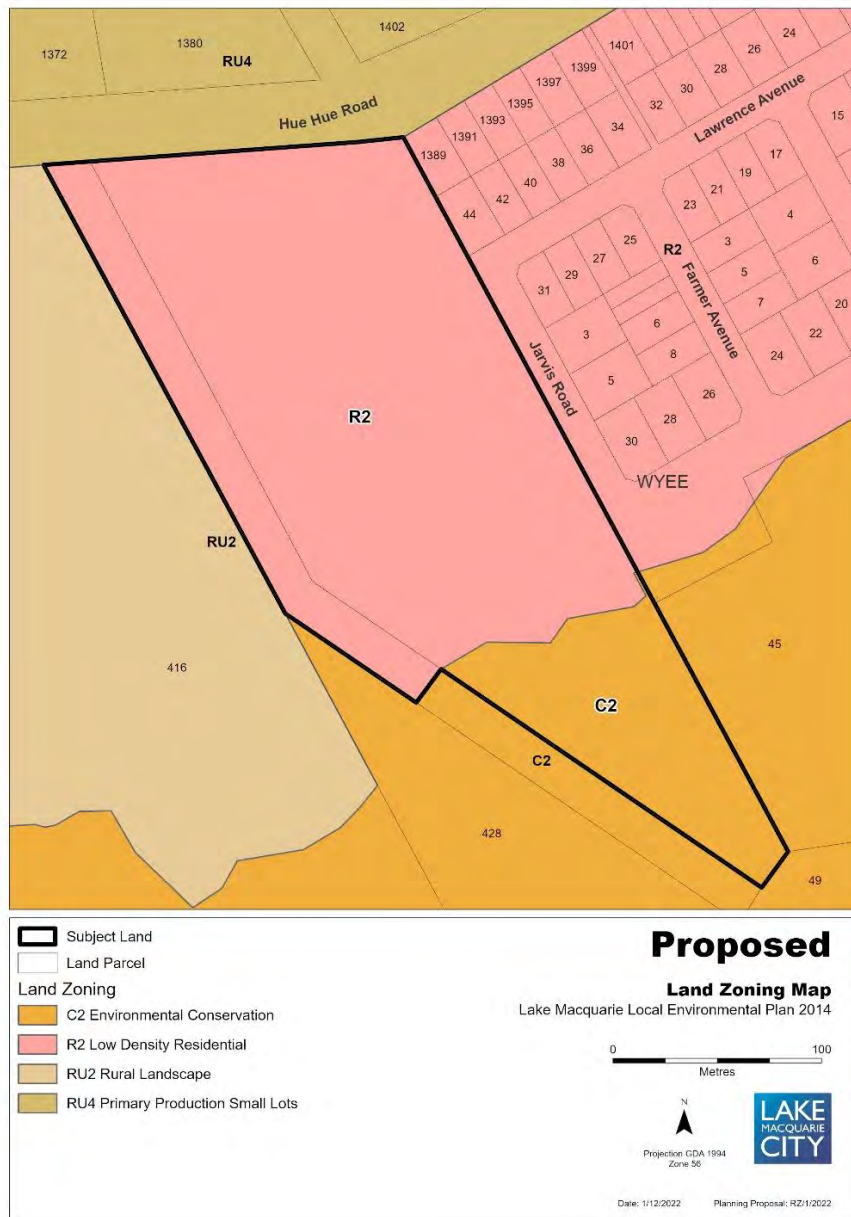 1372
1380
RU4
1402
Hue Hue Road
1389
1391
1393
1395
1397
1399
1401
32
30
28
26
24
Lawrence Avenue
44
42
40
38
36
34
15
31
29
27
25
R2
23
21
19
17
3
5
7
4
6
20
22
24
Farmer Avenue
3
5
6
8
30
28
26
Jarvis Road
WYEE
R2
RU2
416
C2
C2
45
428
49
Subject Land
Land Parcel
Land Zoning
C2 Environmental Conservation
R2 Low Density Residential
RU2 Rural Landscape
RU4 Primary Production Small Lots
Proposed
Land Zoning Map
Lake Macquarie Local Environmental Plan 2014
0 100
Metres
N
Projection GDA 1994
Zone 56
LAKE
MACQUARIE
CITY
Date: 1/12/2022 Planning Proposal: RZ/1/2022